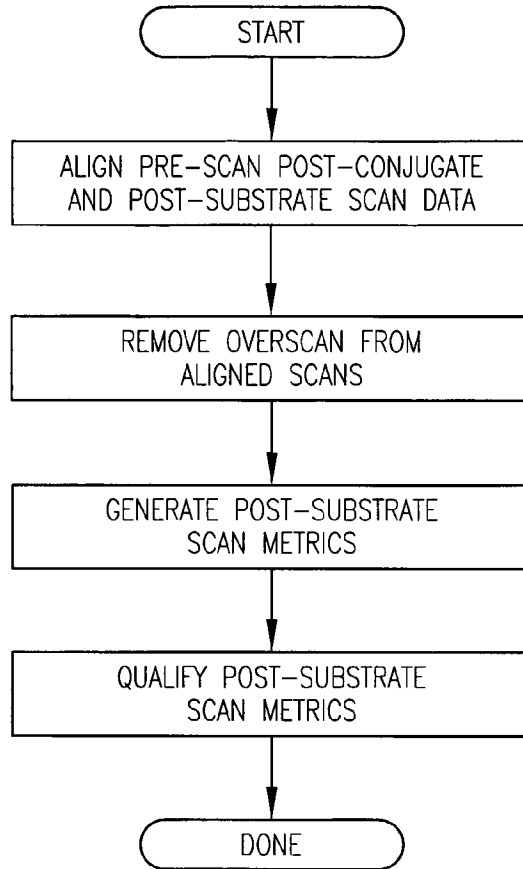 START
ALIGN PRE-SCAN POST-CONJUGATE
AND POST-SUBSTRATE SCAN DATA
REMOVE OVERSCAN FROM
ALIGNED SCANS
GENERATE POST-SUBSTRATE
SCAN METRICS
QUALIFY POST-SUBSTRATE
SCAN METRICS
DONE